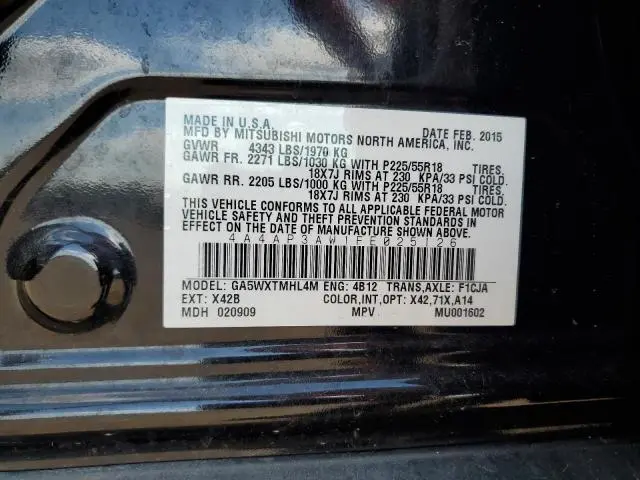 MADE IN U.S.A. DATE FEB. 2015
MFD BY MITSUBISHI MOTORS NORTH AMERICA, INC.
GVWR 4343 LBS/1970 KG
GAWR FR. 2271 LBS/1030 KG WITH P225/55R18 TIRES,
18X7J RIMS AT 230 KPA/33 PSI COLD.
GAWR RR. 2205 LBS/1000 KG WITH P225/55R18 TIRES,
18X7J RIMS AT 230 KPA/33 PSI COLD.
THIS VEHICLE CONFORMS TO ALL APPLICABLE FEDERAL MOTOR
VEHICLE SAFETY AND THEFT PREVENTION STANDARDS IN
EFFECT ON THE DATE OF MANUFACTURE SHOWN ABOVE.
4A4AP3AW1FE025126
MODEL: GA5WXTMHL4M ENG: 4B12 TRANS,AXLE: F1CJA
EXT: X42B COLOR,INT,OPT: X42,71X,A14
MDH 020909 MPV MU001602